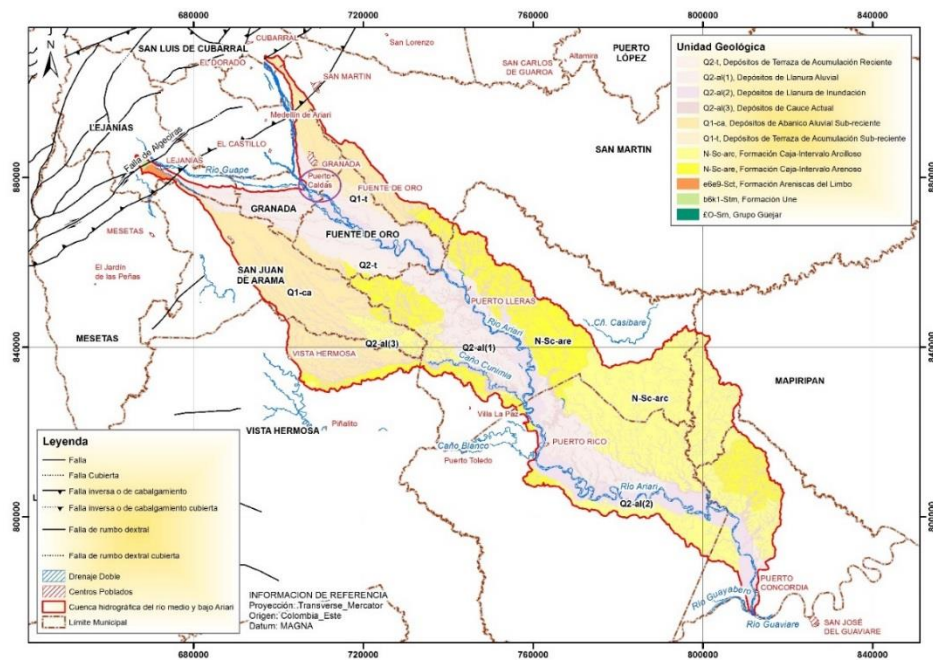 680000
720000
760000
800000
840000
N
CUBARRAL
SAN LUIS DE CUBARRAL
EL DORADO
San Lorenzo
SAN CARLOS
DE GUAROA
Altamira
PUERTO
LÓPEZ
SAN MARTIN
Medellín de Ariari
LEJANIAS
Falla de Algeciras
LEJANIAS
EL CASTILLO
Río Guape
GRANADA
Puerto
Caldas
FUENTE DE ORO
Q1-t
SAN MARTIN
880000
880000
GRANADA
FUENTE DE ORO
MESETAS
El Jardín
de las Peñas
SAN JUAN
DE ARAMA
Q2-t
Q1-ca
PUERTO LLERAS
Río Ariari
Cñ. Casibare
MESETAS
840000
840000
Q2-al(3)
Q2-al(1)
N-Sc-are
VISTA HERMOSA
Caño Cunimia
N-Sc-arc
MAPIRIPAN
VISTA HERMOSA
Piñalito
Villa La Paz
Caño Blanco
Puerto Toledo
PUERTO RICO
Río Ariari
Q2-al(2)
800000
800000
PUERTO
CONCORDIA
Río Guayabero
Río Guaviare
SAN JOSÉ
DEL GUAVIARE
Unidad Geológica
Q2-t, Depósitos de Terraza de Acumulación Reciente
Q2-al(1), Depósitos de Llanura Aluvial
Q2-al(2), Depósitos de Llanura de Inundación
Q2-al(3), Depósitos de Cauce Actual
Q1-ca, Depósitos de Abanico Aluvial Sub-reciente
Q1-t, Depósitos de Terraza de Acumulación Sub-reciente
N-Sc-arc, Formación Caja-Intervalo Arcilloso
N-Sc-are, Formación Caja-Intervalo Arenoso
e6e9-Sct, Formación Areniscas del Limbo
b6k1-Stm, Formación Une
£O-Sm, Grupo Güejar
Leyenda
Falla
Falla Cubierta
Falla inversa o de cabalgamiento
Falla inversa o de cabalgamiento cubierta
Falla de rumbo dextral
Falla de rumbo dextral cubierta
Drenaje Doble
Centros Poblados
Cuenca hidrográfica del río medio y bajo Ariari
Límite Municipal
INFORMACION DE REFERENCIA
Proyección: Transverse_Mercator
Origen: Colombia_Este
Datum: MAGNA
680000
720000
760000
800000
840000